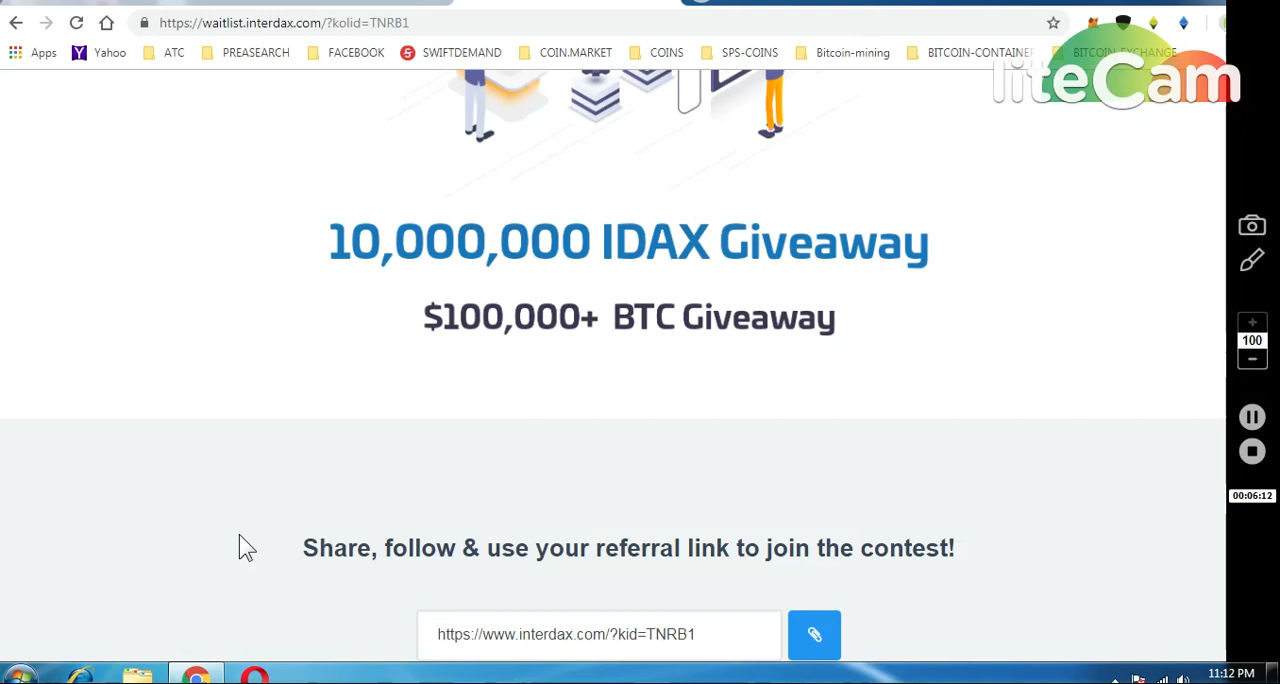 https://waitlist.interdax.com/?kolid=TNRB1
Apps Yahoo ATC PREASEARCH FACEBOOK SWIFTDEMAND COIN.MARKET COINS SPS-COINS Bitcoin-mining BITCOIN-CONTAINER BITCOIN-EXCHANGE
liteCam
10,000,000 IDAX Giveaway
$100,000+ BTC Giveaway
100
00:06:12
Share, follow & use your referral link to join the contest!
https://www.interdax.com/?kid=TNRB1
11:12 PM